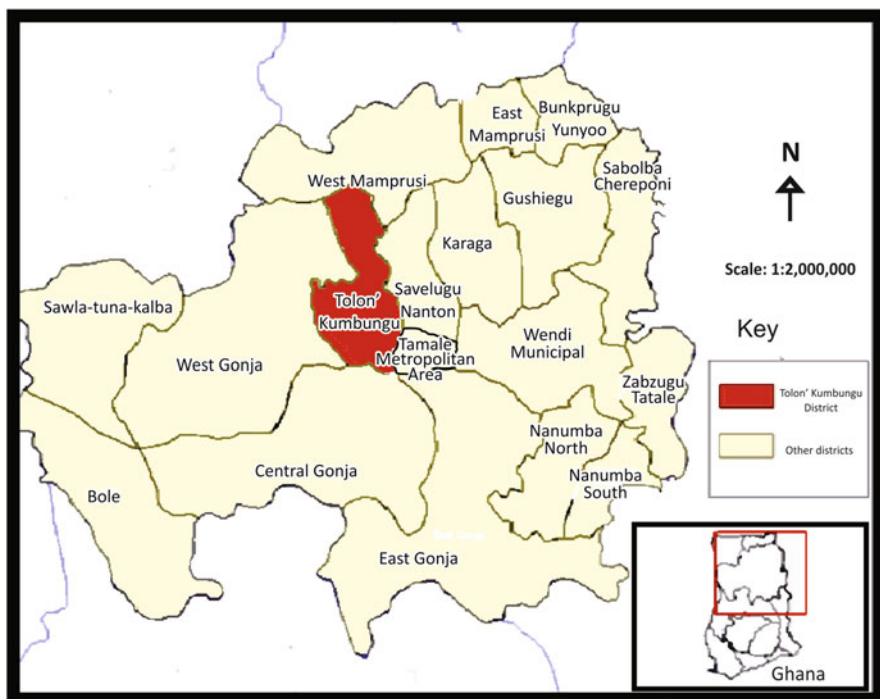 East
Mamprusi
Bunkprugu
Yunyoo
West Mamprusi
Sabolba
Chereponi
Gushiegu
Karaga
N
Scale: 1:2,000,000
Sawla-tuna-kalba
Tolon'
Kumbungu
Savelugu
Nanton
West Gonja
Tamale
Metropolitan
Area
Wendi
Municipal
Zabzugu
Tatale
Key
Tolon' Kumbungu
District
Other districts
Nanumba
North
Nanumba
South
Central Gonja
Bole
East Gonja
Ghana